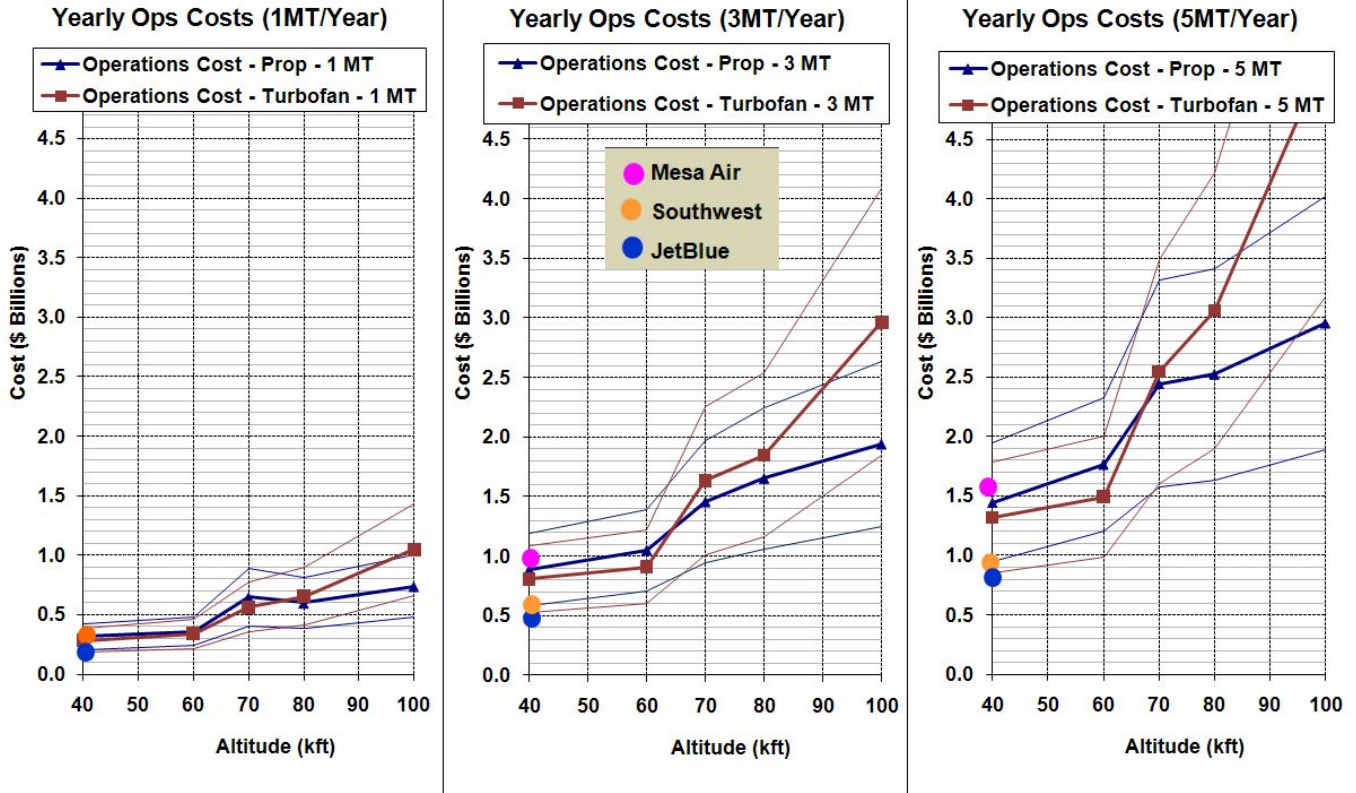 Yearly Ops Costs (1MT/Year)
Operations Cost - Prop - 1 MT
Operations Cost - Turbofan - 1 MT
4.5
4.0
3.5
3.0
2.5
2.0
1.5
1.0
0.5
0.0
Cost ($ Billions)
40 50 60 70 80 90 100
Altitude (kft)
Yearly Ops Costs (3MT/Year)
Operations Cost - Prop - 3 MT
Operations Cost - Turbofan - 3 MT
Mesa Air
Southwest
JetBlue
4.5
4.0
3.5
3.0
2.5
2.0
1.5
1.0
0.5
0.0
Cost ($ Billions)
40 50 60 70 80 90 100
Altitude (kft)
Yearly Ops Costs (5MT/Year)
Operations Cost - Prop - 5 MT
Operations Cost - Turbofan - 5 MT
4.5
4.0
3.5
3.0
2.5
2.0
1.5
1.0
0.5
0.0
Cost ($ Billions)
40 50 60 70 80 90 100
Altitude (kft)